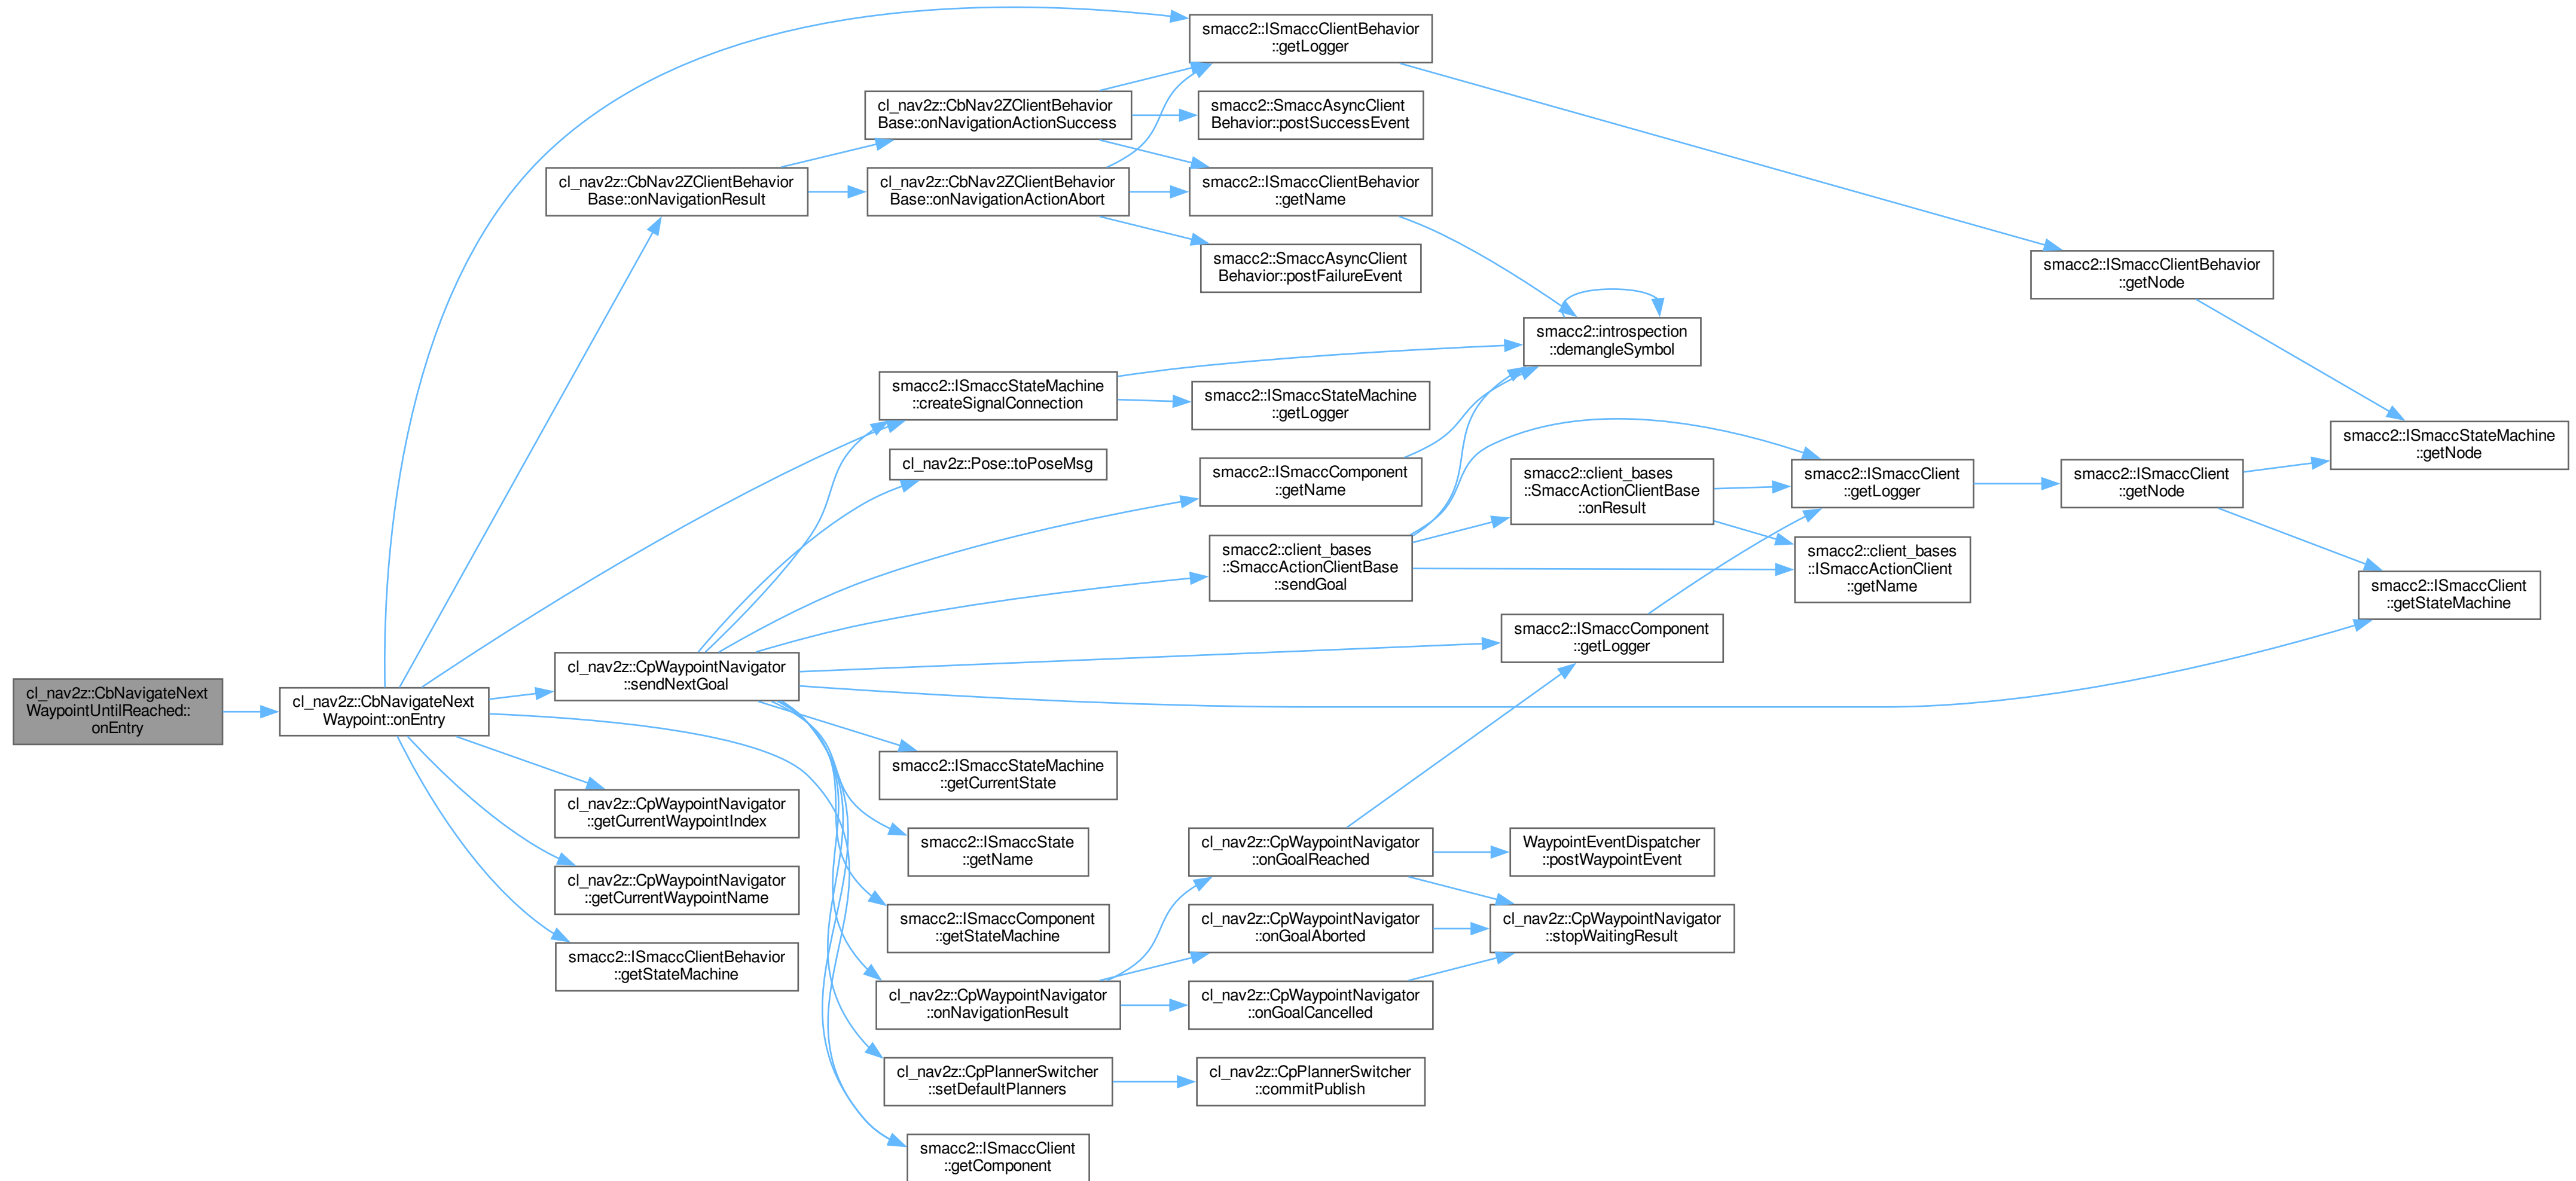 smacc2::ISmaccClientBehavior
::getLogger
cl_nav2z::CbNav2ZClientBehavior
Base::onNavigationActionSuccess
smacc2::SmaccAsyncClient
Behavior::postSuccessEvent
cl_nav2z::CbNav2ZClientBehavior
Base::onNavigationResult
cl_nav2z::CbNav2ZClientBehavior
Base::onNavigationActionAbort
smacc2::ISmaccClientBehavior
::getName
smacc2::SmaccAsyncClient
Behavior::postFailureEvent
smacc2::ISmaccClientBehavior
::getNode
smacc2::introspection
::demangleSymbol
smacc2::ISmaccStateMachine
::createSignalConnection
smacc2::ISmaccStateMachine
::getLogger
smacc2::ISmaccStateMachine
::getNode
cl_nav2z::Pose::toPoseMsg
smacc2::ISmaccComponent
::getName
smacc2::client_bases
::SmaccActionClientBase
::onResult
smacc2::ISmaccClient
::getLogger
smacc2::ISmaccClient
::getNode
smacc2::client_bases
::SmaccActionClientBase
::sendGoal
smacc2::client_bases
::ISmaccActionClient
::getName
smacc2::ISmaccClient
::getStateMachine
smacc2::ISmaccComponent
::getLogger
cl_nav2z::CpWaypointNavigator
::sendNextGoal
cl_nav2z::CbNavigateNext
WaypointUntilReached::
onEntry
cl_nav2z::CbNavigateNext
Waypoint::onEntry
smacc2::ISmaccStateMachine
::getCurrentState
cl_nav2z::CpWaypointNavigator
::getCurrentWaypointIndex
smacc2::ISmaccState
::getName
cl_nav2z::CpWaypointNavigator
::onGoalReached
WaypointEventDispatcher
::postWaypointEvent
cl_nav2z::CpWaypointNavigator
::getCurrentWaypointName
smacc2::ISmaccComponent
::getStateMachine
cl_nav2z::CpWaypointNavigator
::onGoalAborted
cl_nav2z::CpWaypointNavigator
::stopWaitingResult
smacc2::ISmaccClientBehavior
::getStateMachine
cl_nav2z::CpWaypointNavigator
::onNavigationResult
cl_nav2z::CpWaypointNavigator
::onGoalCancelled
cl_nav2z::CpPlannerSwitcher
::setDefaultPlanners
cl_nav2z::CpPlannerSwitcher
::commitPublish
smacc2::ISmaccClient
::getComponent